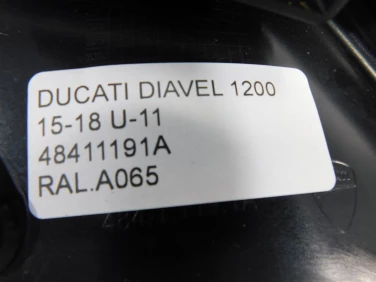 DUCATI DIAVEL 1200
15-18 U-11
48411191A
RAL.A065